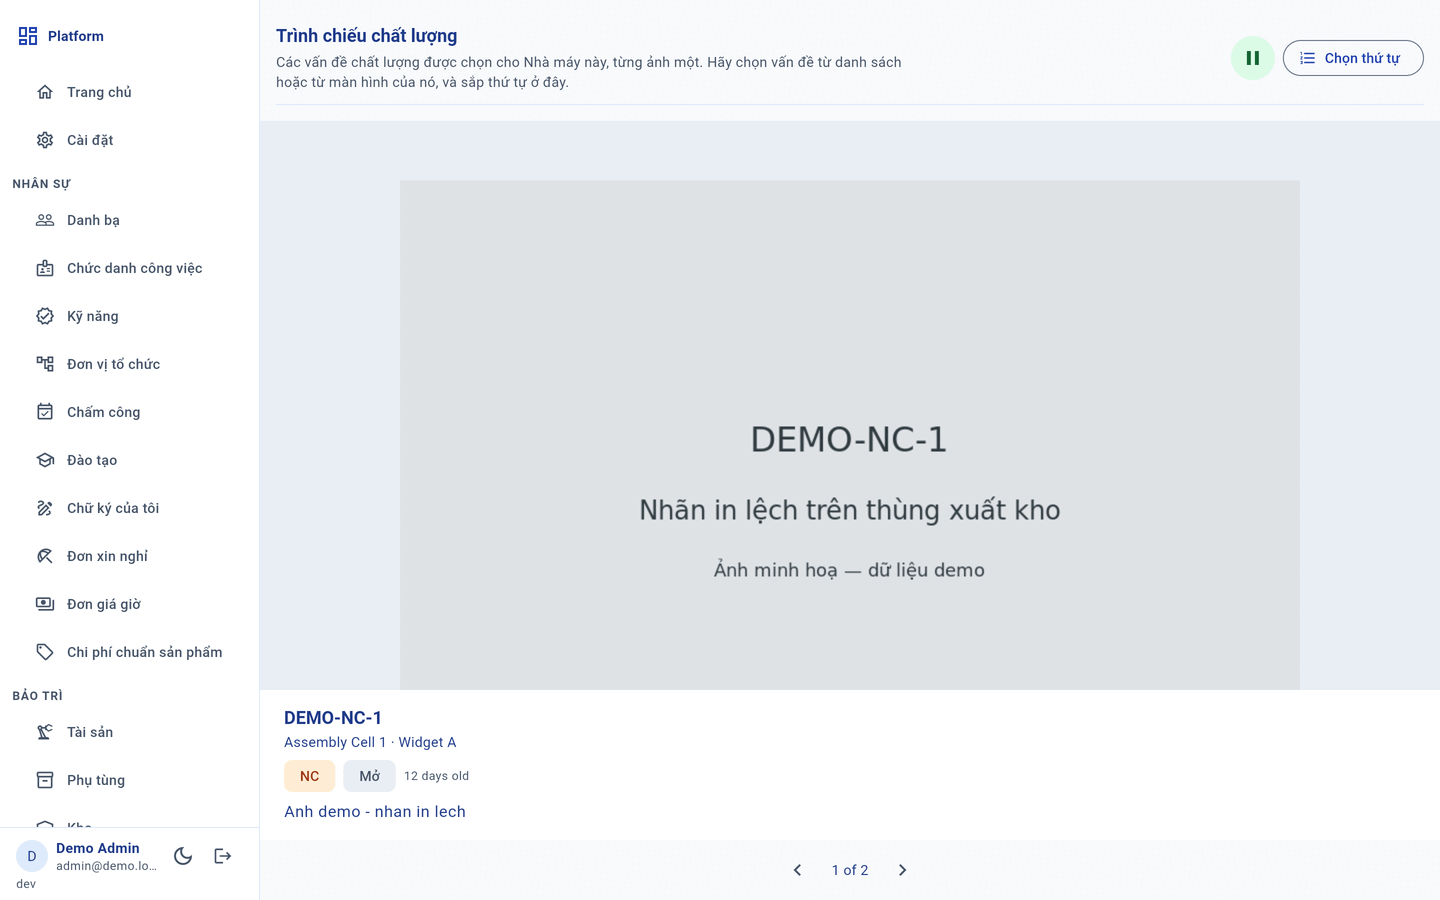 Platform
Trang chủ
Cài đặt
NHÂN SỰ
Danh bạ
Chức danh công việc
Kỹ năng
Đơn vị tổ chức
Chấm công
Đào tạo
Chữ ký của tôi
Đơn xin nghỉ
Đơn giá giờ
Chi phí chuẩn sản phẩm
BẢO TRÌ
Tài sản
Phụ tùng
Kho
D
Demo Admin
admin@demo.lo...
dev
Trình chiếu chất lượng
Các vấn đề chất lượng được chọn cho Nhà máy này, từng ảnh một. Hãy chọn vấn đề từ danh sách
hoặc từ màn hình của nó, và sắp thứ tự ở đây.
Chọn thứ tự
DEMO-NC-1
Nhãn in lệch trên thùng xuất kho
Ảnh minh hoạ — dữ liệu demo
DEMO-NC-1
Assembly Cell 1 · Widget A
NC
Mở
12 days old
Anh demo - nhan in lech
1 of 2